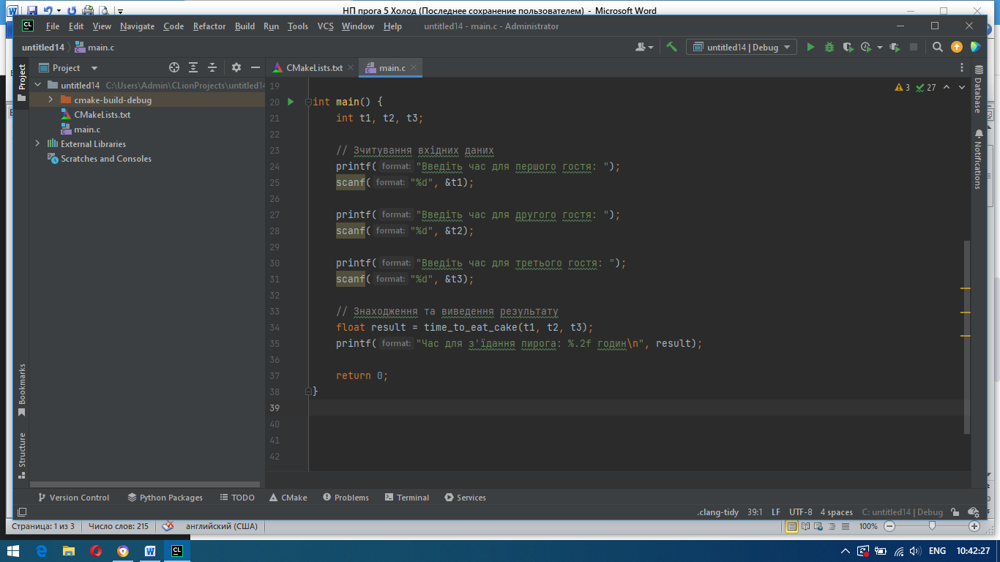 НП прога 5 Холод (Последнее сохранение пользователем) - Microsoft Word
File Edit View Navigate Code Refactor Build Run Tools VCS Window Help untitled14 - main.c - Administrator
untitled14 main.c untitled14 | Debug
Project CMakeLists.txt main.c
Project
untitled14 C:\Users\Admin\CLionProjects\untitled14
cmake-build-debug
CMakeLists.txt
main.c
External Libraries
Scratches and Consoles
3 27
19
20 int main() {
21 int t1, t2, t3;
22
23 // Зчитування вхідних даних
24 printf( format: "Введіть час для першого гостя: ");
25 scanf( format: "%d", &t1);
26
27 printf( format: "Введіть час для другого гостя: ");
28 scanf( format: "%d", &t2);
29
30 printf( format: "Введіть час для третього гостя: ");
31 scanf( format: "%d", &t3);
32
33 // Знаходження та виведення результату
34 float result = time_to_eat_cake(t1, t2, t3);
35 printf( format: "Час для з'їдання пирога: %.2f годин\n", result);
36
37 return 0;
38 }
39
40
41
42
Database
Notifications
Bookmarks
Structure
Version Control Python Packages TODO CMake Problems Terminal Services
.clang-tidy 39:1 LF UTF-8 4 spaces C: untitled14 | Debug
Страница: 1 из 3 Число слов: 215 английский (США) 100%
CL ENG 10:42:27